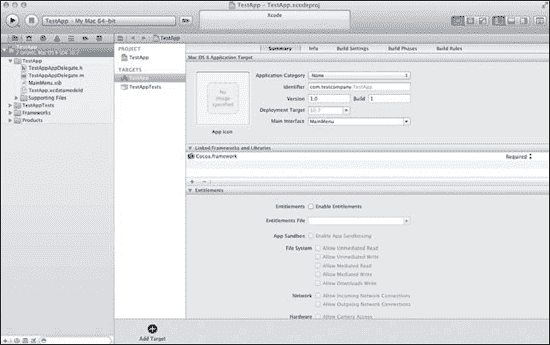 TestApp - TestApp.xcodeproj
TestApp
My Mac 64-bit
Xcode
TestApp
TestApp
TestApp
TestAppAppDelegate.h
TestAppAppDelegate.m
MainMenu.xib
TestApp.xcdatamodeld
Supporting Files
TestAppTests
Frameworks
Products
PROJECT
TestApp
TARGETS
TestApp
TestAppTests
Summary
Info
Build Settings
Build Phases
Build Rules
Mac OS X Application Target
No image specified
App Icon
Application Category
None
Identifier
com.testcompany.TestApp
Version
1.0
Build
1
Deployment Target
10.7
Main Interface
MainMenu
Linked Frameworks and Libraries
Cocoa.framework
Required
Entitlements
Entitlements
Enable Entitlements
Entitlements File
App Sandbox
Enable App Sandboxing
File System
Allow Unmediated Read
Allow Unmediated Write
Allow Mediated Read
Allow Mediated Write
Allow Downloads Write
Network
Allow Incoming Network Connections
Allow Outgoing Network Connections
Hardware
Allow Camera Access
Add Target